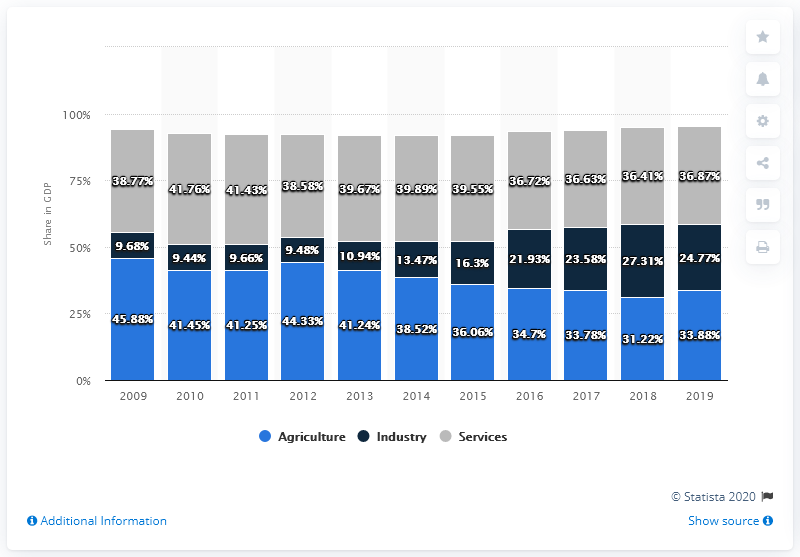 100%
75%
50%
25%
0%
Share in GDP
38.77% 41.76% 41.43% 38.58% 39.67% 39.89% 39.55% 36.72% 36.63% 36.41% 36.87%
9.68% 9.44% 9.66% 9.48% 10.94% 13.47% 16.3% 21.93% 23.58% 27.31% 24.77%
45.88% 41.45% 41.25% 44.33% 41.24% 38.52% 36.06% 34.7% 33.78% 31.22% 33.88%
2009 2010 2011 2012 2013 2014 2015 2016 2017 2018 2019
Agriculture Industry Services
© Statista 2020
Additional Information Show source